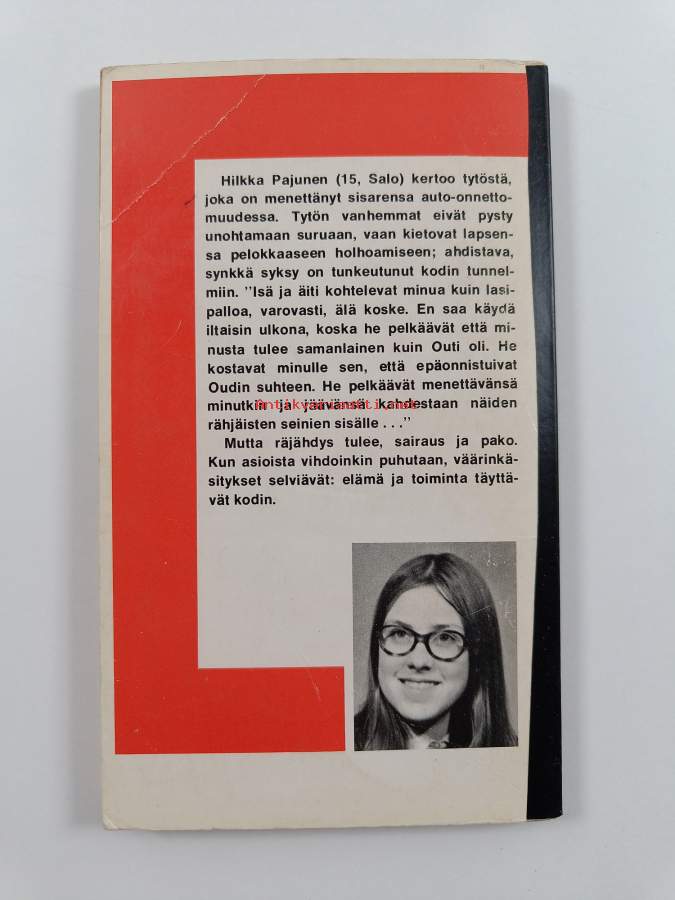 Hilkka Pajunen (15, Salo) kertoo tytöstä,
joka on menettänyt sisarensa auto-onnetto-
muudessa. Tytön vanhemmat eivät pysty
unohtamaan suruaan, vaan kietovat lapsen-
sa pelokkaaseen holhoamiseen; ahdistava,
synkkä syksy on tunkeutunut kodin tunnel-
miin. "Isä ja äiti kohtelevat minua kuin lasi-
palloa, varovasti, älä koske. En saa käydä
iltaisin ulkona, koska he pelkäävät että mi-
nusta tulee samanlainen kuin Outi oli. He
kostavat minulle sen, että epäonnistuivat
Oudin suhteen. He pelkäävät menettävänsä
minutkin ja jäävänsä kahdestaan näiden
rähjäisten seinien sisälle . . ."
Mutta räjähdys tulee, sairaus ja pako.
Kun asioista vihdoinkin puhutaan, väärinkä-
sitykset selviävät: elämä ja toiminta täyttä-
vät kodin.
Antikvariaatti.net